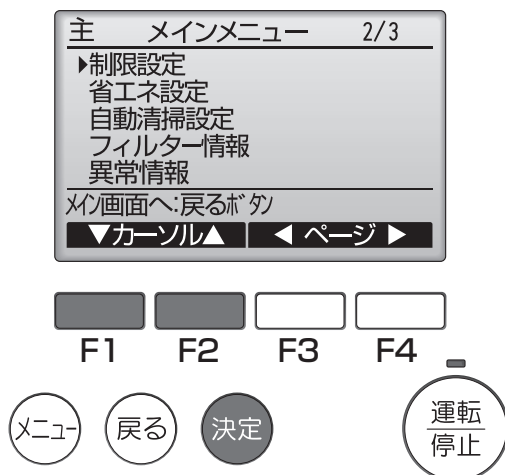 主 メインメニュー 2/3
▶制限設定
省エネ設定
自動清掃設定
フィルター情報
異常情報
メイン画面へ:戻るボタン
▼カーソル▲ ◀ ページ ▶
F1 F2 F3 F4
メニュー 戻る 決定 運転
停止